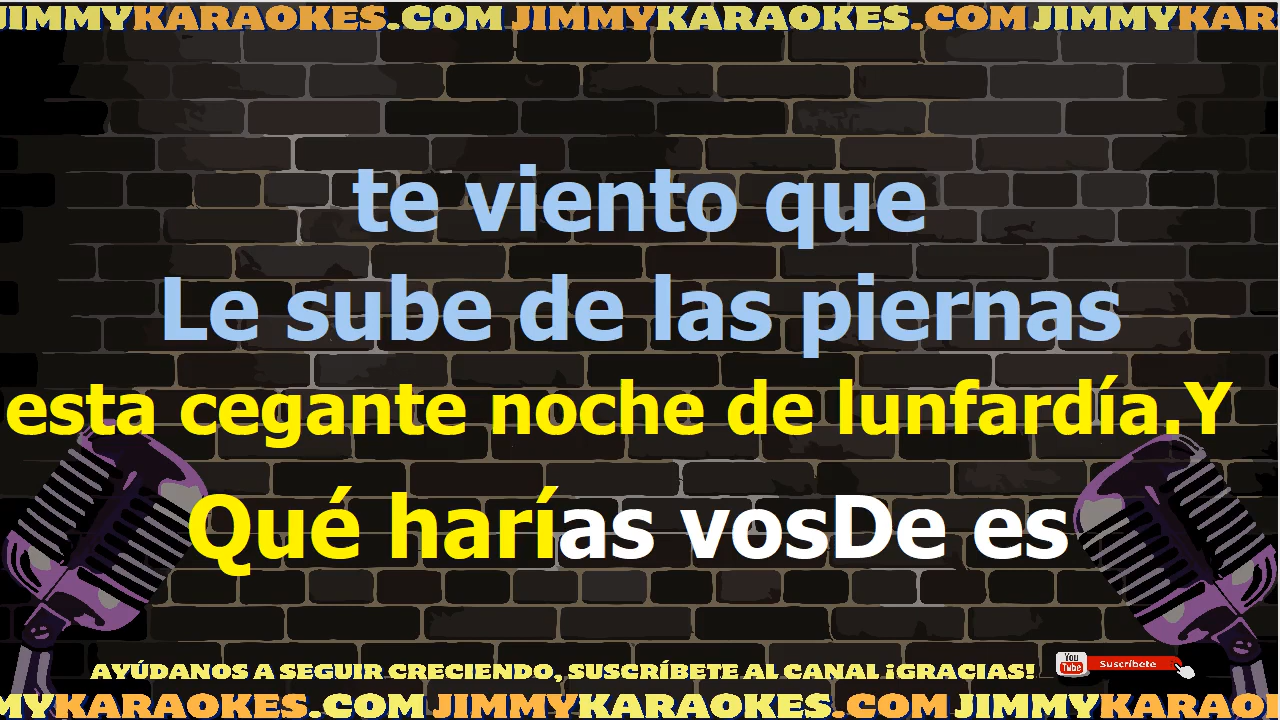 JIMMYKARAOKES.COM JIMMYKARAOKES.COM JIMMYKAR
te viento que
Le sube de las piernas
esta cegante noche de lunfardía.Y
Qué harías vosDe es
AYÚDANOS A SEGUIR CRECIENDO, SUSCRÍBETE AL CANAL ¡GRACIAS!
You Tube Suscríbete
MYKARAOKES.COM JIMMYKARAOKES.COM JIMMYKARAOI